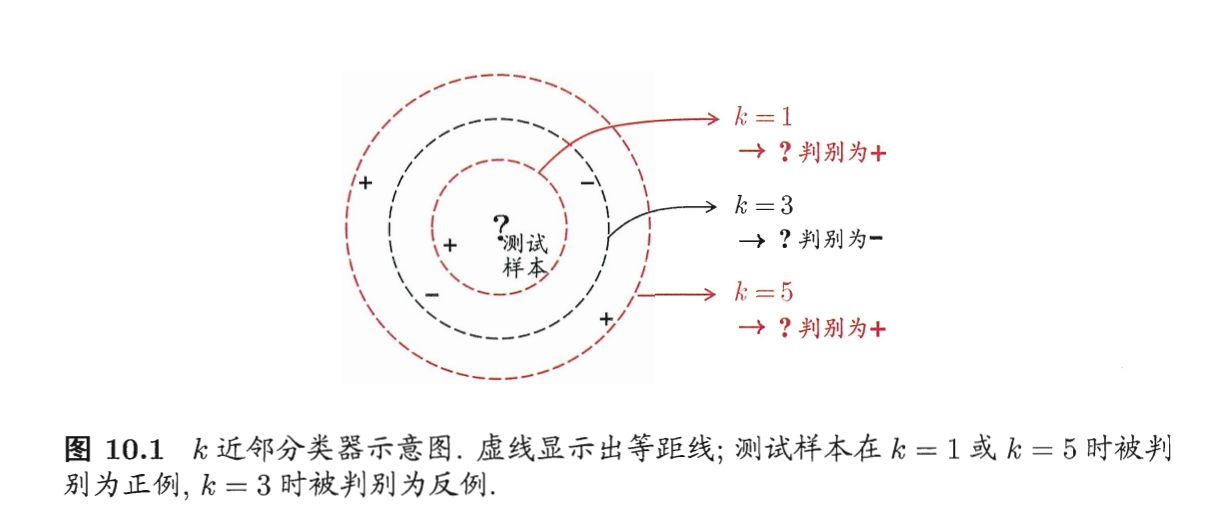 k = 1
→ ? 判别为+
+
−
k = 3
?
测试
+
→ ? 判别为−
样本
−
k = 5
+
→ ? 判别为+
图 10.1 k 近邻分类器示意图. 虚线显示出等距线; 测试样本在 k = 1 或 k = 5 时被判
别为正例, k = 3 时被判别为反例.